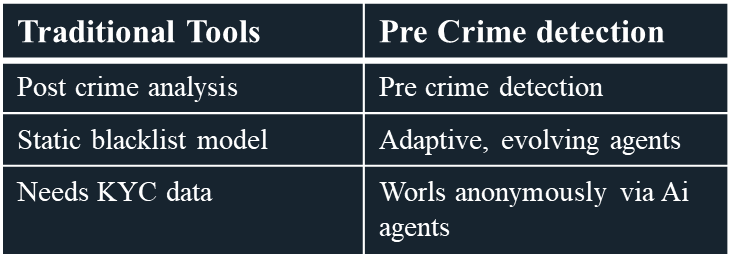 Traditional Tools
Pre Crime detection
Post crime analysis
Pre crime detection
Static blacklist model
Adaptive, evolving agents
Needs KYC data
Worls anonymously via Ai
agents